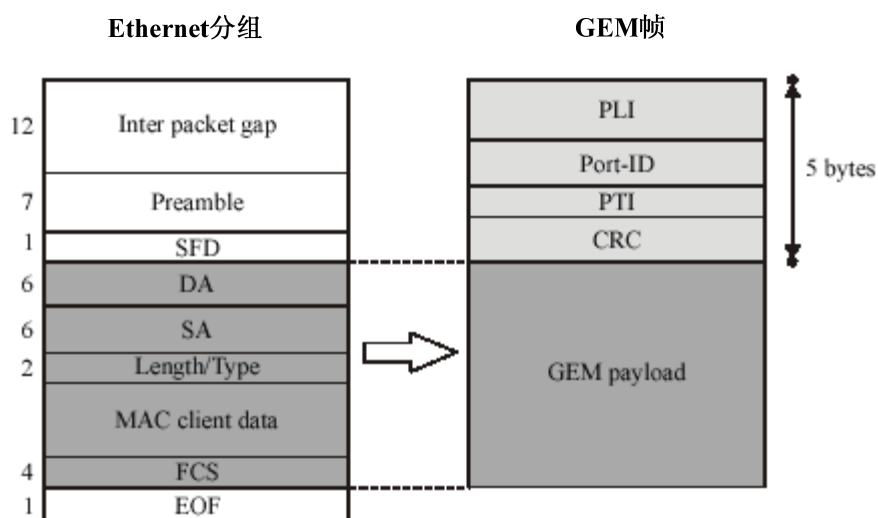 Ethernet分组
GEM帧
12 Inter packet gap
7 Preamble
1 SFD
6 DA
6 SA
2 Length/Type
MAC client data
4 FCS
1 EOF
PLI
Port-ID
PTI
CRC
5 bytes
GEM payload